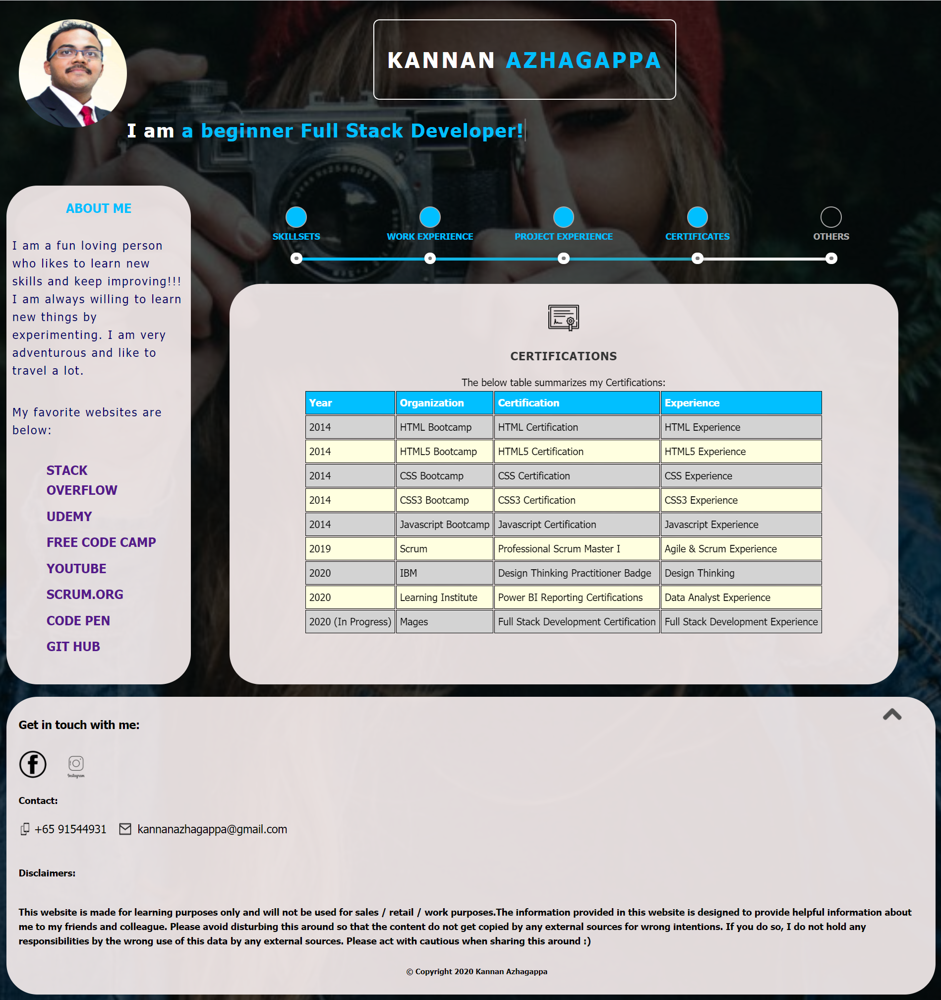 KANNAN AZHAGAPPA
I am a beginner Full Stack Developer!
ABOUT ME
I am a fun loving person
who likes to learn new
skills and keep improving!!!
I am always willing to learn
new things by
experimenting. I am very
adventurous and like to
travel a lot.
My favorite websites are
below:
STACK
OVERFLOW
UDEMY
FREE CODE CAMP
YOUTUBE
SCRUM.ORG
CODE PEN
GIT HUB
SKILLSETS WORK EXPERIENCE PROJECT EXPERIENCE CERTIFICATES OTHERS
CERTIFICATIONS
The below table summarizes my Certifications:
Year Organization Certification Experience
2014 HTML Bootcamp HTML Certification HTML Experience
2014 HTML5 Bootcamp HTML5 Certification HTML5 Experience
2014 CSS Bootcamp CSS Certification CSS Experience
2014 CSS3 Bootcamp CSS3 Certification CSS3 Experience
2014 Javascript Bootcamp Javascript Certification Javascript Experience
2019 Scrum Professional Scrum Master I Agile & Scrum Experience
2020 IBM Design Thinking Practitioner Badge Design Thinking
2020 Learning Institute Power BI Reporting Certifications Data Analyst Experience
2020 (In Progress) Mages Full Stack Development Certification Full Stack Development Experience
Get in touch with me:
Instagram
Contact:
+65 91544931 kannanazhagappa@gmail.com
Disclaimers:
This website is made for learning purposes only and will not be used for sales / retail / work purposes.The information provided in this website is designed to provide helpful information about
me to my friends and colleague. Please avoid disturbing this around so that the content do not get copied by any external sources for wrong intentions. If you do so, I do not hold any
responsibilities by the wrong use of this data by any external sources. Please act with cautious when sharing this around :)
© Copyright 2020 Kannan Azhagappa